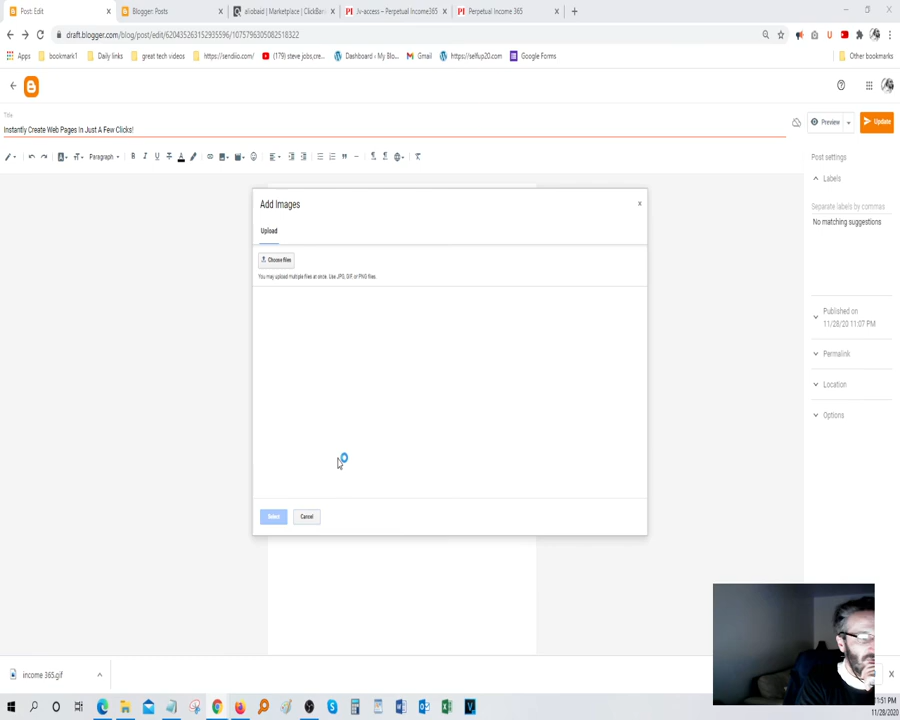 Post: Edit
Blogger: Posts
aliobaid | Marketplace | ClickBan
Jv-access – Perpetual Income365
Perpetual Income 365
draft.blogger.com/blog/post/edit/620435263152935596/1075796305082518322
Apps
bookmark1
Daily links
great tech videos
https://sendiio.com/
(179) steve jobs,cre...
Dashboard ‹ My Blo...
Gmail
https://selfup20.com
Google Forms
Other bookmarks
Title
Instantly Create Web Pages In Just A Few Clicks!
Preview
Update
Paragraph
Post settings
Labels
Separate labels by commas
No matching suggestions
Published on
11/28/20 11:07 PM
Permalink
Location
Options
Add Images
Upload
Choose files
You may upload multiple files at once. Use JPG, GIF, or PNG files.
Select
Cancel
income 365.gif
11/28/2020